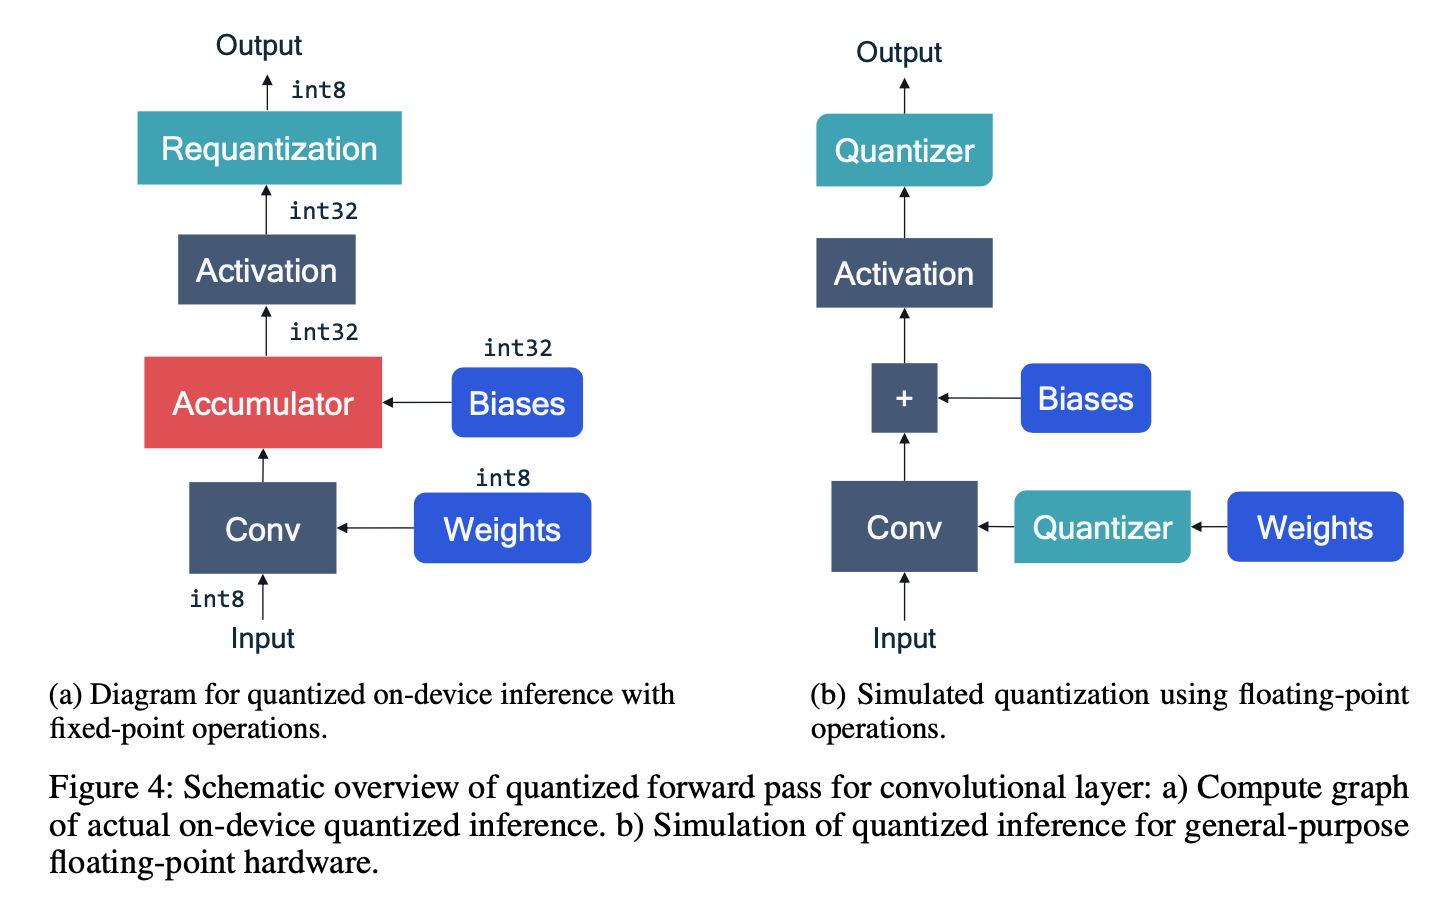 Output
int8
Requantization
int32
Activation
int32
int32
Accumulator
Biases
int8
Conv
Weights
int8
Input
(a) Diagram for quantized on-device inference with
fixed-point operations.
Output
Quantizer
Activation
+
Biases
Conv
Quantizer
Weights
Input
(b) Simulated quantization using floating-point
operations.
Figure 4: Schematic overview of quantized forward pass for convolutional layer: a) Compute graph
of actual on-device quantized inference. b) Simulation of quantized inference for general-purpose
floating-point hardware.